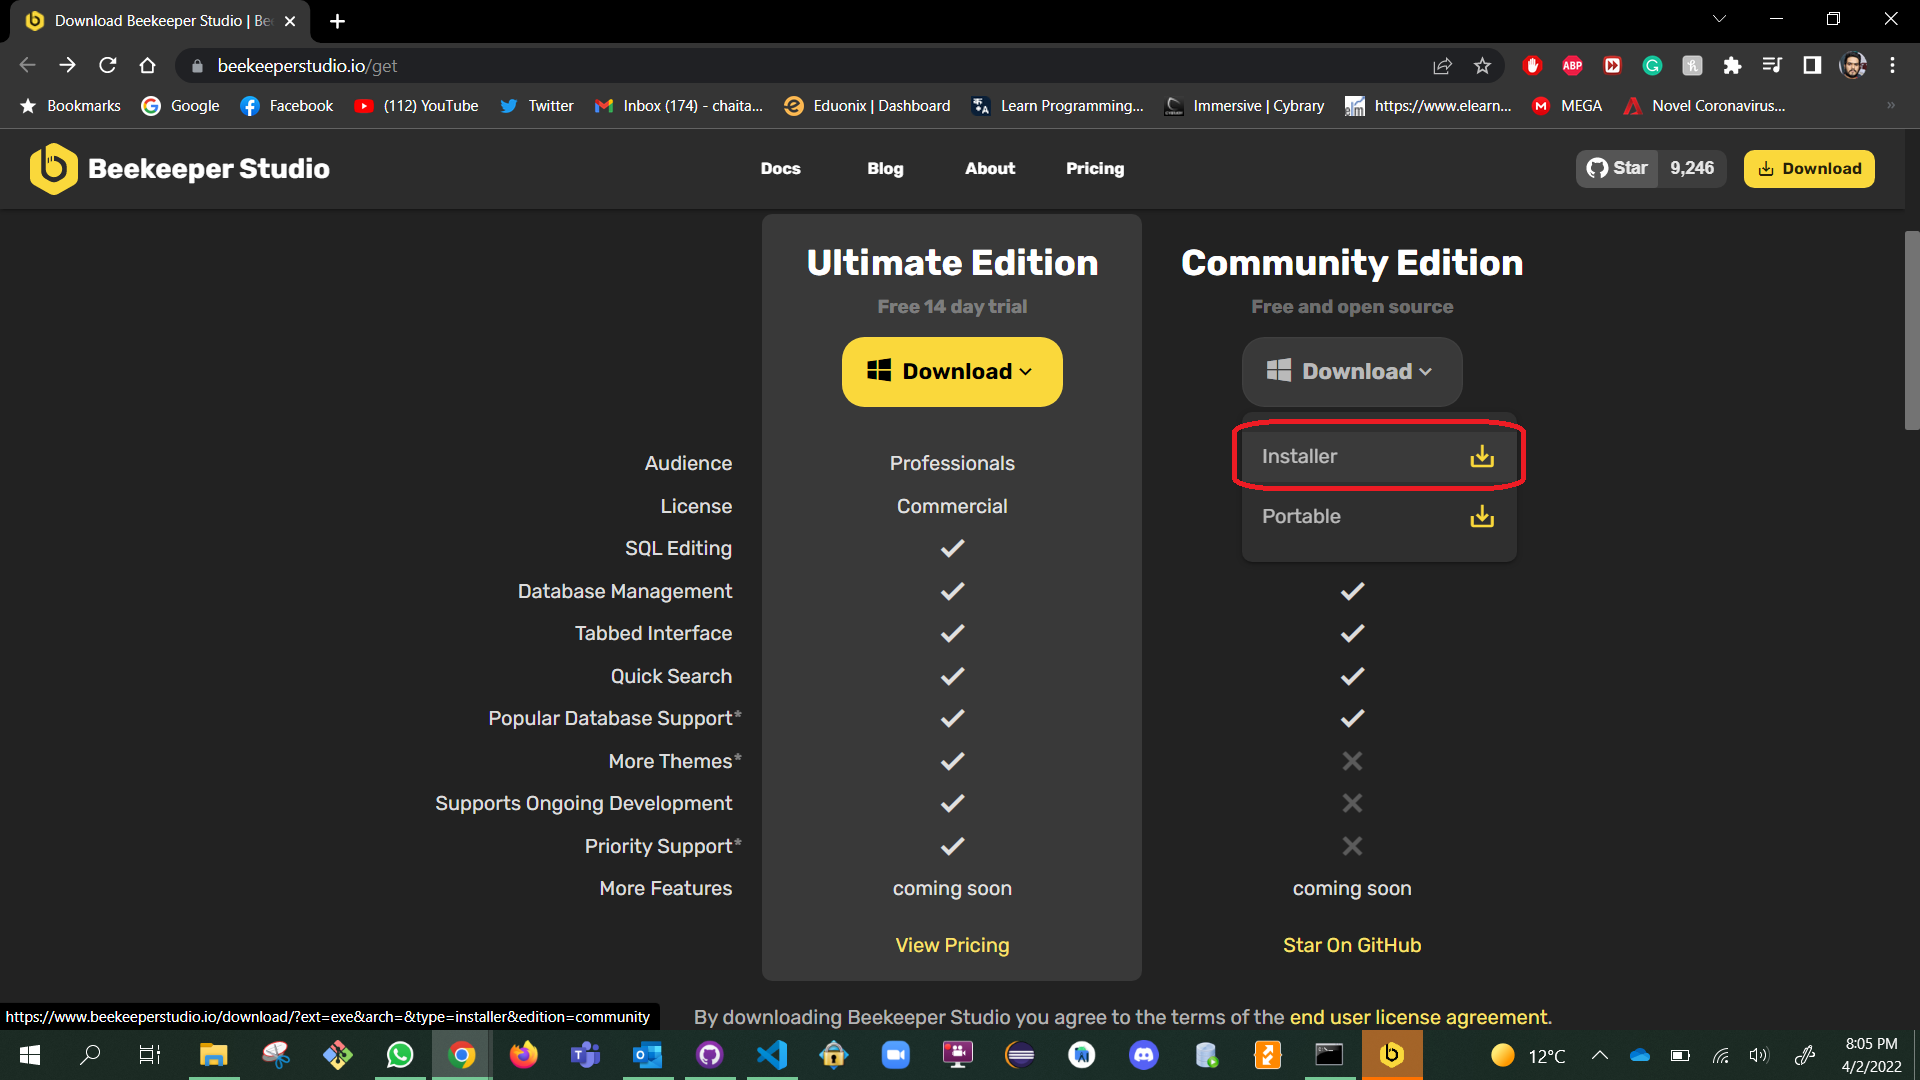 Download Beekeeper Studio | Be
beekeeperstudio.io/get
ABP
Bookmarks Google Facebook (112) YouTube Twitter Inbox (174) - chaita... Eduonix | Dashboard Learn Programming... Immersive | Cybrary https://www.elearn... MEGA Novel Coronavirus... »
Beekeeper Studio Docs Blog About Pricing Star 9,246 Download
Ultimate Edition Community Edition
Free 14 day trial Free and open source
Download Download
Installer
Audience Professionals
License Commercial
Portable
SQL Editing
Database Management
Tabbed Interface
Quick Search
Popular Database Support*
More Themes*
Supports Ongoing Development
Priority Support*
More Features coming soon coming soon
View Pricing Star On GitHub
https://www.beekeeperstudio.io/download/?ext=exe&arch=&type=installer&edition=community
By downloading Beekeeper Studio you agree to the terms of the end user license agreement.
12°C
8:05 PM
4/2/2022